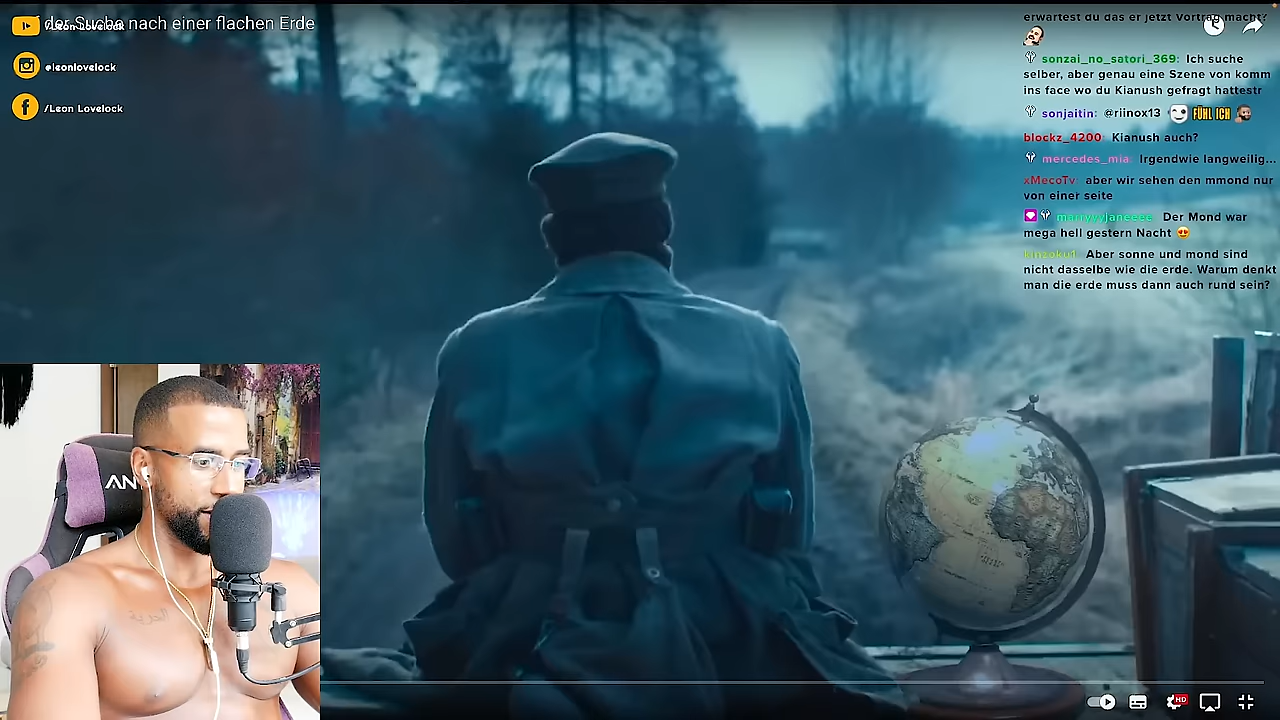 der Suche nach einer flachen Erde
/Leon Lovelock
@leonlovelock
/Leon Lovelock
erwartest du das er jetzt Vortrag macht?
sonzai_no_satori_369: Ich suche
selber, aber genau eine Szene von komm
ins face wo du Kianush gefragt hattestr
sonjaitin: @riinox13 FÜHL ICH
blockz_4200: Kianush auch?
mercedes_mia: Irgendwie langweilig...
xMecoTv: aber wir sehen den mmond nur
von einer seite
marryyyjaneeee: Der Mond war
mega hell gestern Nacht
Aber sonne und mond sind
nicht dasselbe wie die erde. Warum denkt
man die erde muss dann auch rund sein?
AN
HD